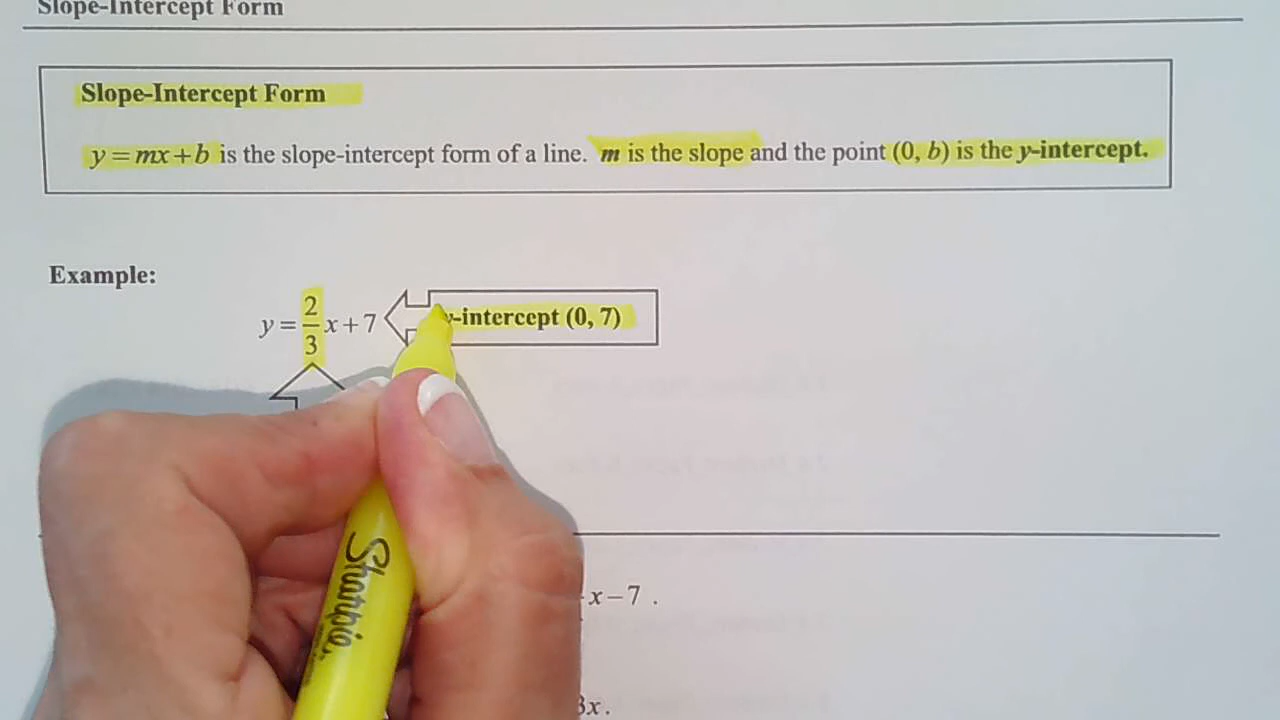 Slope-Intercept Form
Slope-Intercept Form
y = mx + b is the slope-intercept form of a line. m is the slope and the point (0, b) is the y-intercept.
Example:
y = 2/3 x + 7
y-intercept (0, 7)
x − 7 .
3x.
Sharpie